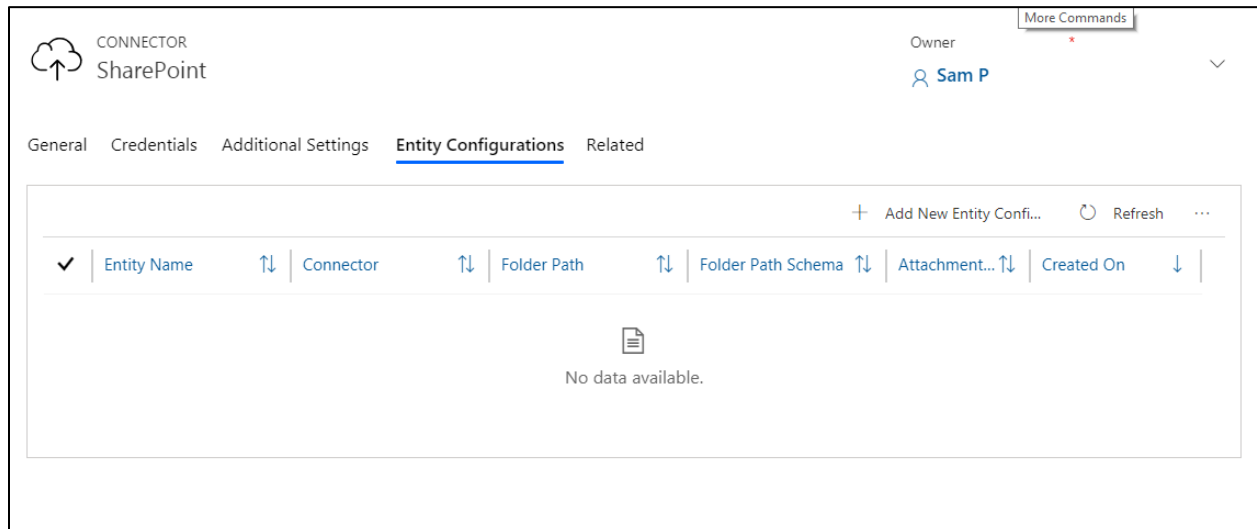 More Commands
CONNECTOR
SharePoint
Owner *
Sam P
General Credentials Additional Settings Entity Configurations Related
Add New Entity Confi... Refresh ...
Entity Name Connector Folder Path Folder Path Schema Attachment... Created On
No data available.